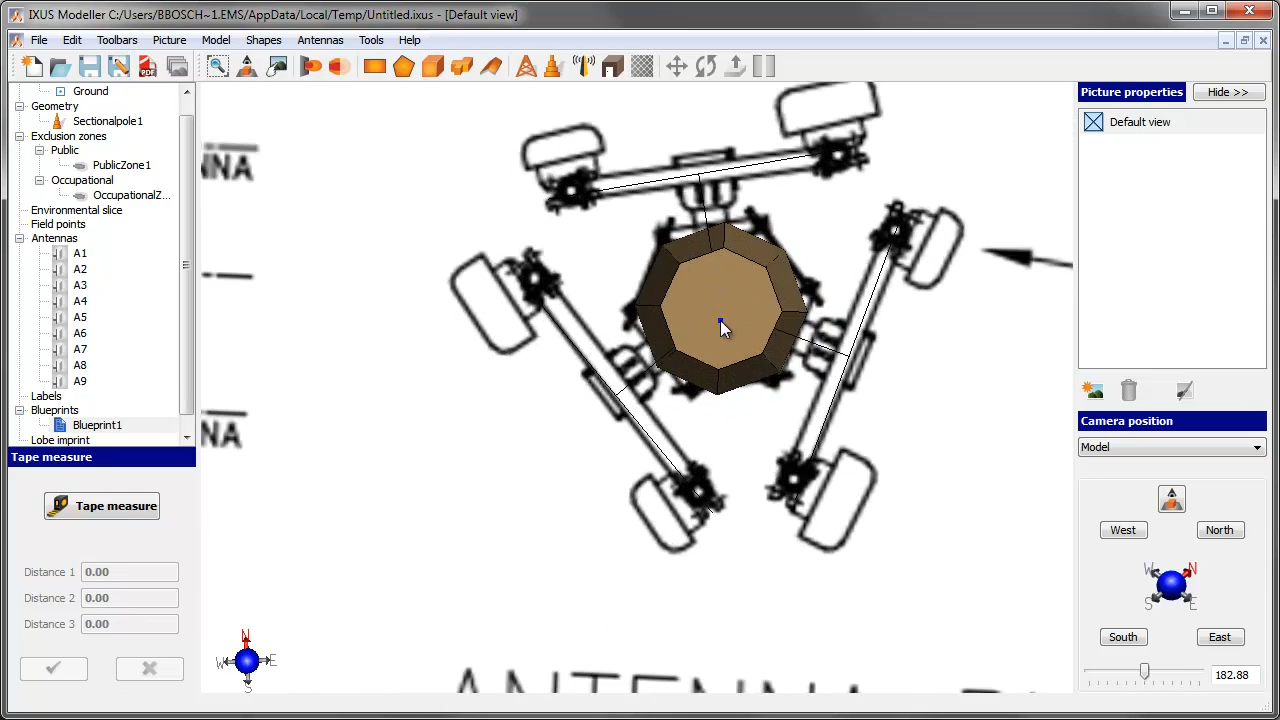 IXUS Modeller C:/Users/BBOSCH~1.EMS/AppData/Local/Temp/Untitled.ixus - [Default view]
File Edit Toolbars Picture Model Shapes Antennas Tools Help
PDF
Ground
Geometry
Sectionalpole1
Exclusion zones
Public
PublicZone1
Occupational
OccupationalZ...
Environmental slice
Field points
Antennas
A1
A2
A3
A4
A5
A6
A7
A8
A9
Labels
Blueprints
Blueprint1
Lobe imprint
Tape measure
Tape measure
Distance 1 0.00
Distance 2 0.00
Distance 3 0.00
NNA
NA
ANTENNA
N
W E
S
Picture properties
Hide >>
Default view
Camera position
Model
West North
W N
S E
South East
182.88